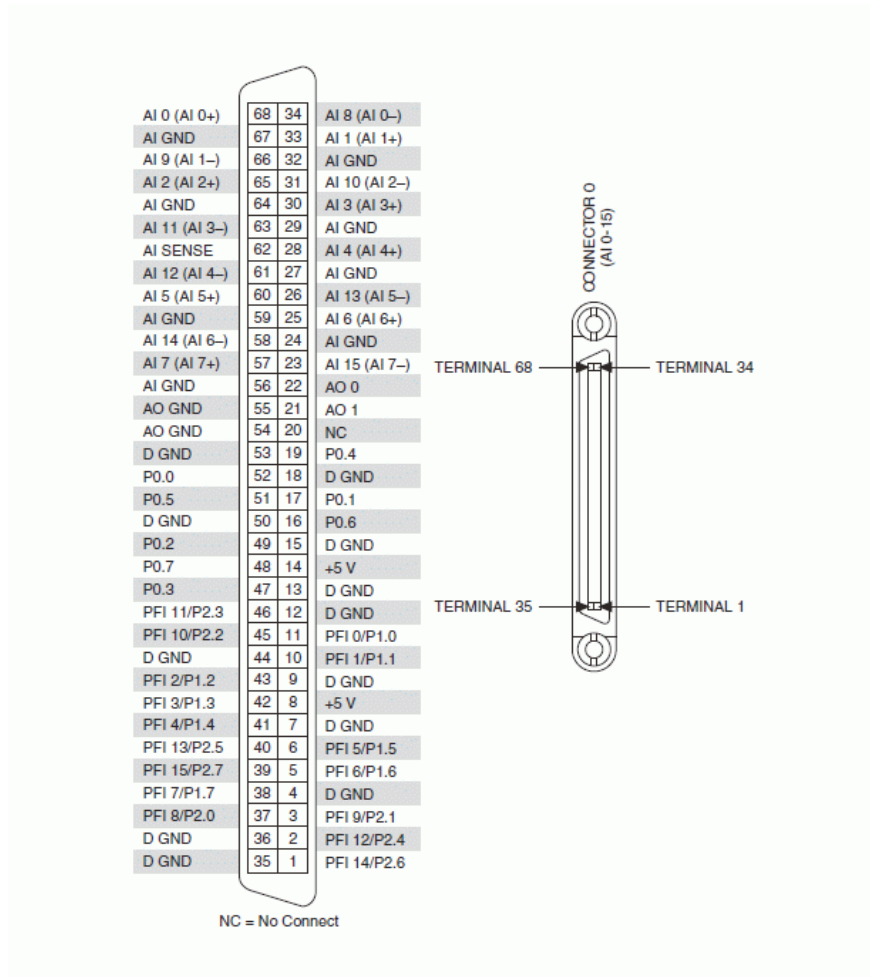 AI 0 (AI 0+) 68 34 AI 8 (AI 0–)
AI GND 67 33 AI 1 (AI 1+)
AI 9 (AI 1–) 66 32 AI GND
AI 2 (AI 2+) 65 31 AI 10 (AI 2–)
AI GND 64 30 AI 3 (AI 3+)
AI 11 (AI 3–) 63 29 AI GND
AI SENSE 62 28 AI 4 (AI 4+)
AI 12 (AI 4–) 61 27 AI GND
AI 5 (AI 5+) 60 26 AI 13 (AI 5–)
AI GND 59 25 AI 6 (AI 6+)
AI 14 (AI 6–) 58 24 AI GND
AI 7 (AI 7+) 57 23 AI 15 (AI 7–)
AI GND 56 22 AO 0
AO GND 55 21 AO 1
AO GND 54 20 NC
D GND 53 19 P0.4
P0.0 52 18 D GND
P0.5 51 17 P0.1
D GND 50 16 P0.6
P0.2 49 15 D GND
P0.7 48 14 +5 V
P0.3 47 13 D GND
PFI 11/P2.3 46 12 D GND
PFI 10/P2.2 45 11 PFI 0/P1.0
D GND 44 10 PFI 1/P1.1
PFI 2/P1.2 43 9 D GND
PFI 3/P1.3 42 8 +5 V
PFI 4/P1.4 41 7 D GND
PFI 13/P2.5 40 6 PFI 5/P1.5
PFI 15/P2.7 39 5 PFI 6/P1.6
PFI 7/P1.7 38 4 D GND
PFI 8/P2.0 37 3 PFI 9/P2.1
D GND 36 2 PFI 12/P2.4
D GND 35 1 PFI 14/P2.6
NC = No Connect
CONNECTOR 0
(AI 0-15)
TERMINAL 68 TERMINAL 34
TERMINAL 35 TERMINAL 1